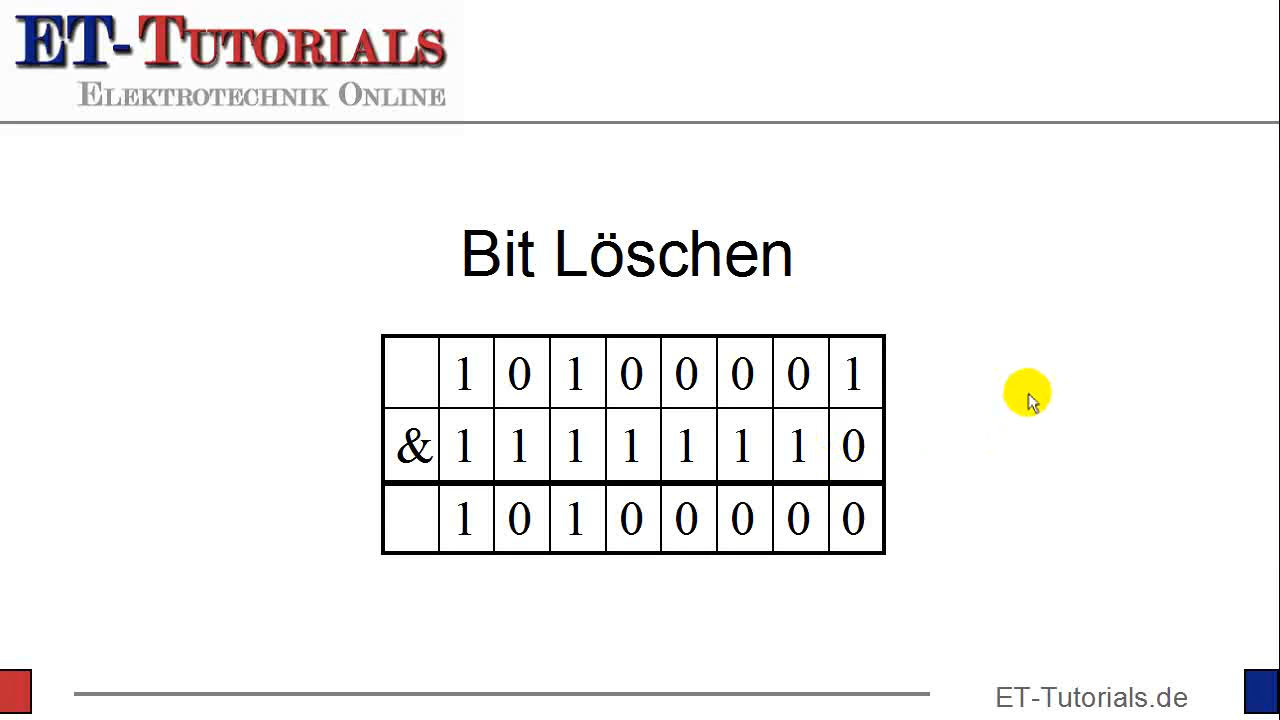 ET-Tutorials
Elektrotechnik Online
Bit Löschen
1 0 1 0 0 0 0 1
& 1 1 1 1 1 1 1 0
1 0 1 0 0 0 0 0
ET-Tutorials.de